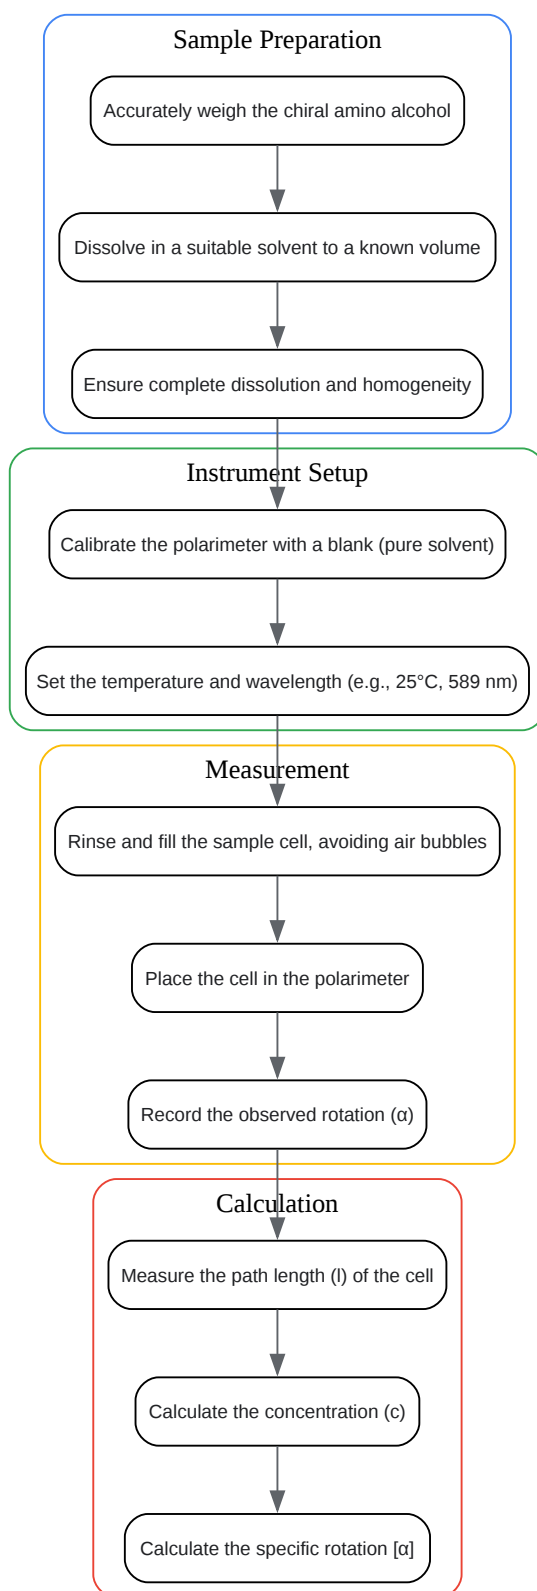 Sample Preparation
Accurately weigh the chiral amino alcohol
Dissolve in a suitable solvent to a known volume
Ensure complete dissolution and homogeneity
Instrument Setup
Calibrate the polarimeter with a blank (pure solvent)
Set the temperature and wavelength (e.g., 25°C, 589 nm)
Measurement
Rinse and fill the sample cell, avoiding air bubbles
Place the cell in the polarimeter
Record the observed rotation (α)
Calculation
Measure the path length (l) of the cell
Calculate the concentration (c)
Calculate the specific rotation [α]